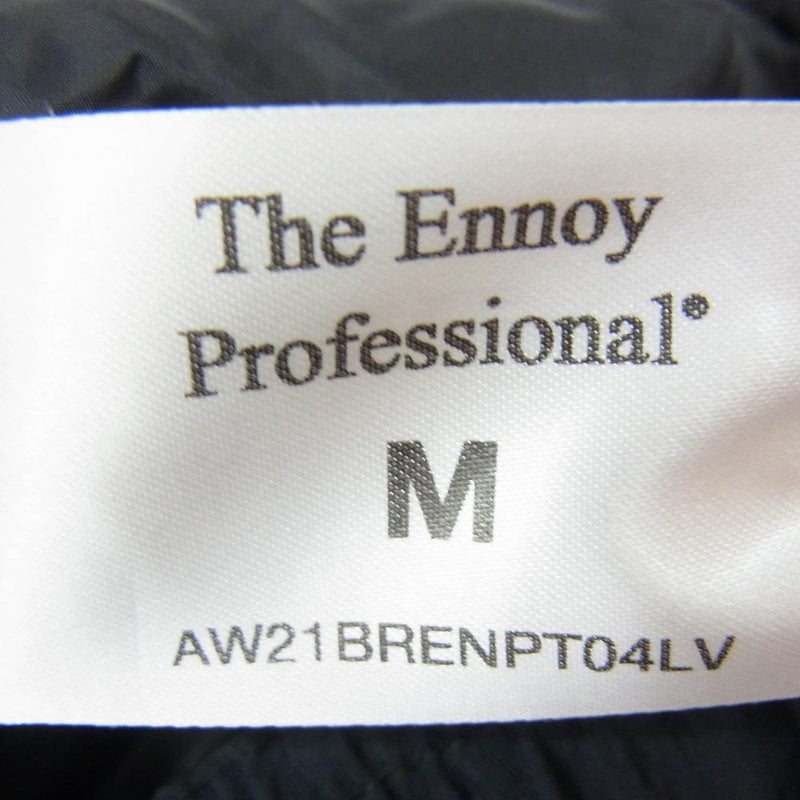 The Ennoy
Professional®
M
AW21BRENPT04LV